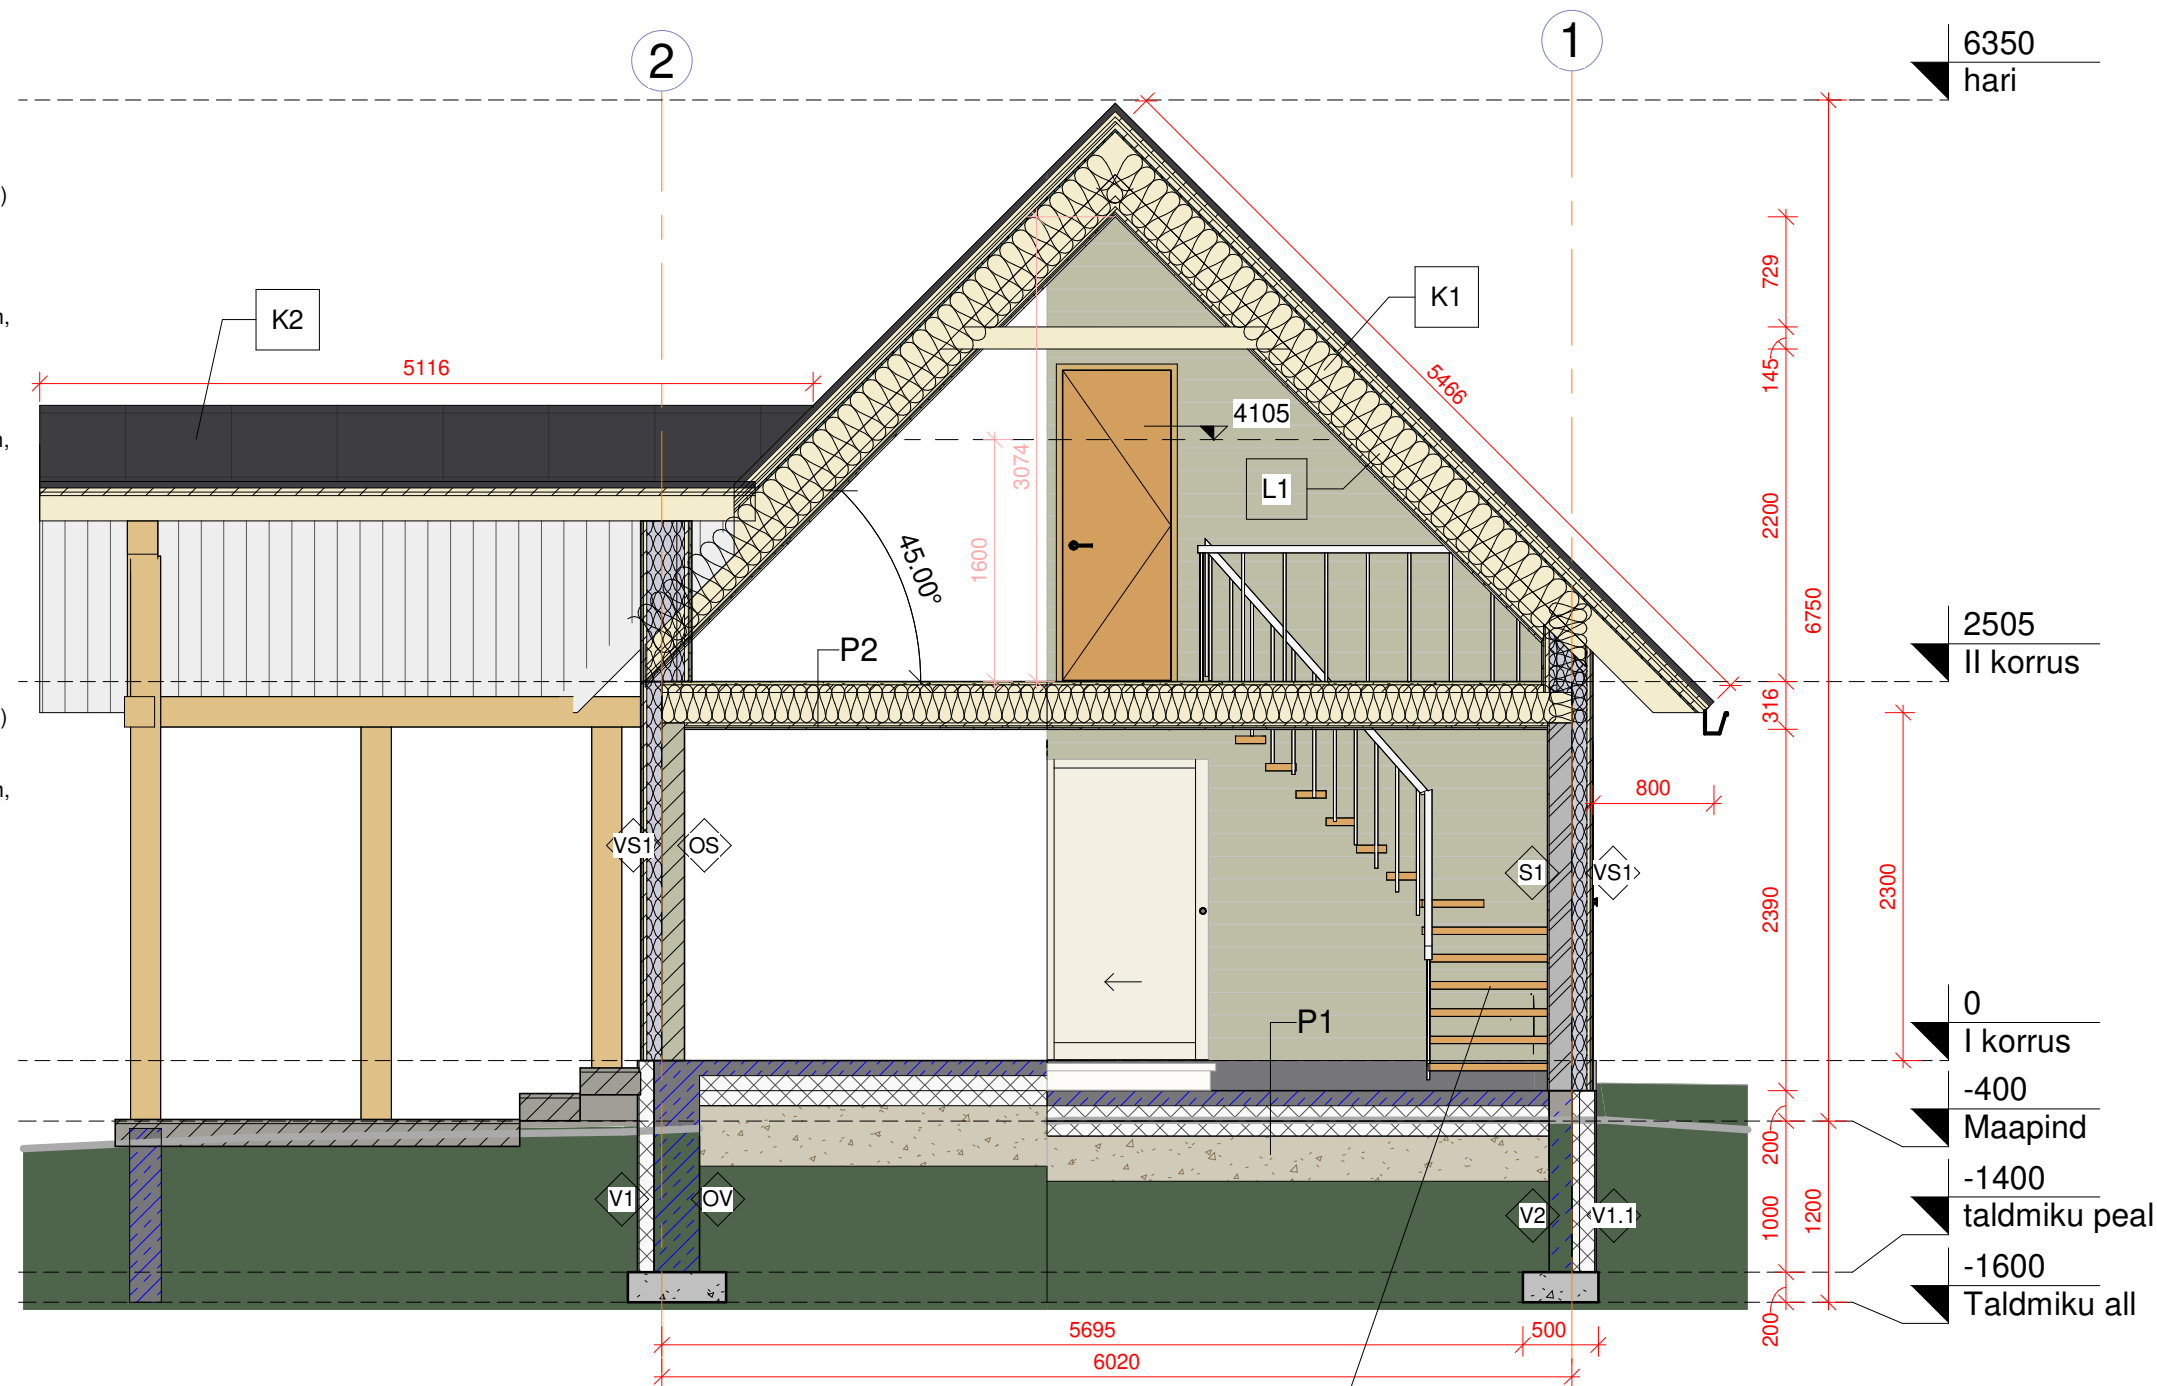 2
1
6350
hari
)
K2
n,
K1
729
5116
145
5466
4105
n,
3074
L1
2200
45.00°
1600
6750
2505
II korrus
P2
316
)
n,
800
VS1
OS
S1
VS1
2390
2300
0
I korrus
P1
-400
Maapind
200
-1400
taldmiku peal
V1
OV
V2
V1.1
1000
1200
-1600
Taldmiku all
200
5695
500
6020